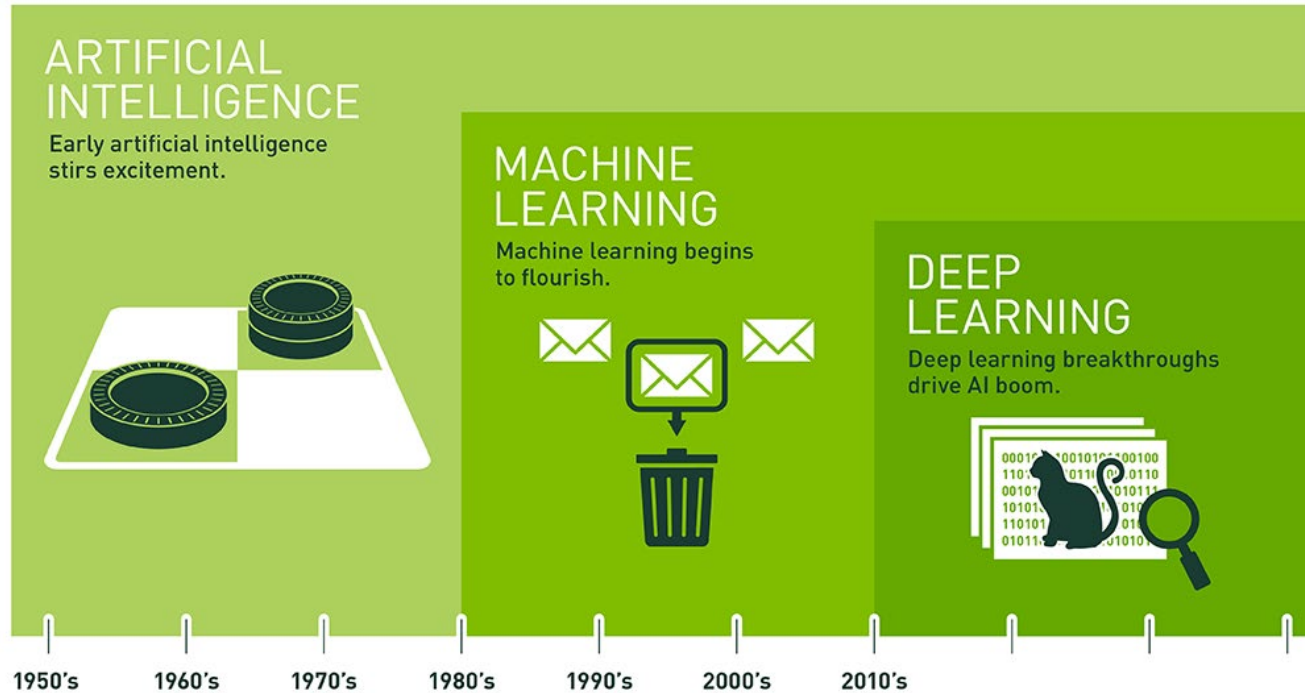 ARTIFICIAL
INTELLIGENCE
Early artificial intelligence
stirs excitement.
MACHINE
LEARNING
Machine learning begins
to flourish.
DEEP
LEARNING
Deep learning breakthroughs
drive AI boom.
1950's 1960's 1970's 1980's 1990's 2000's 2010's